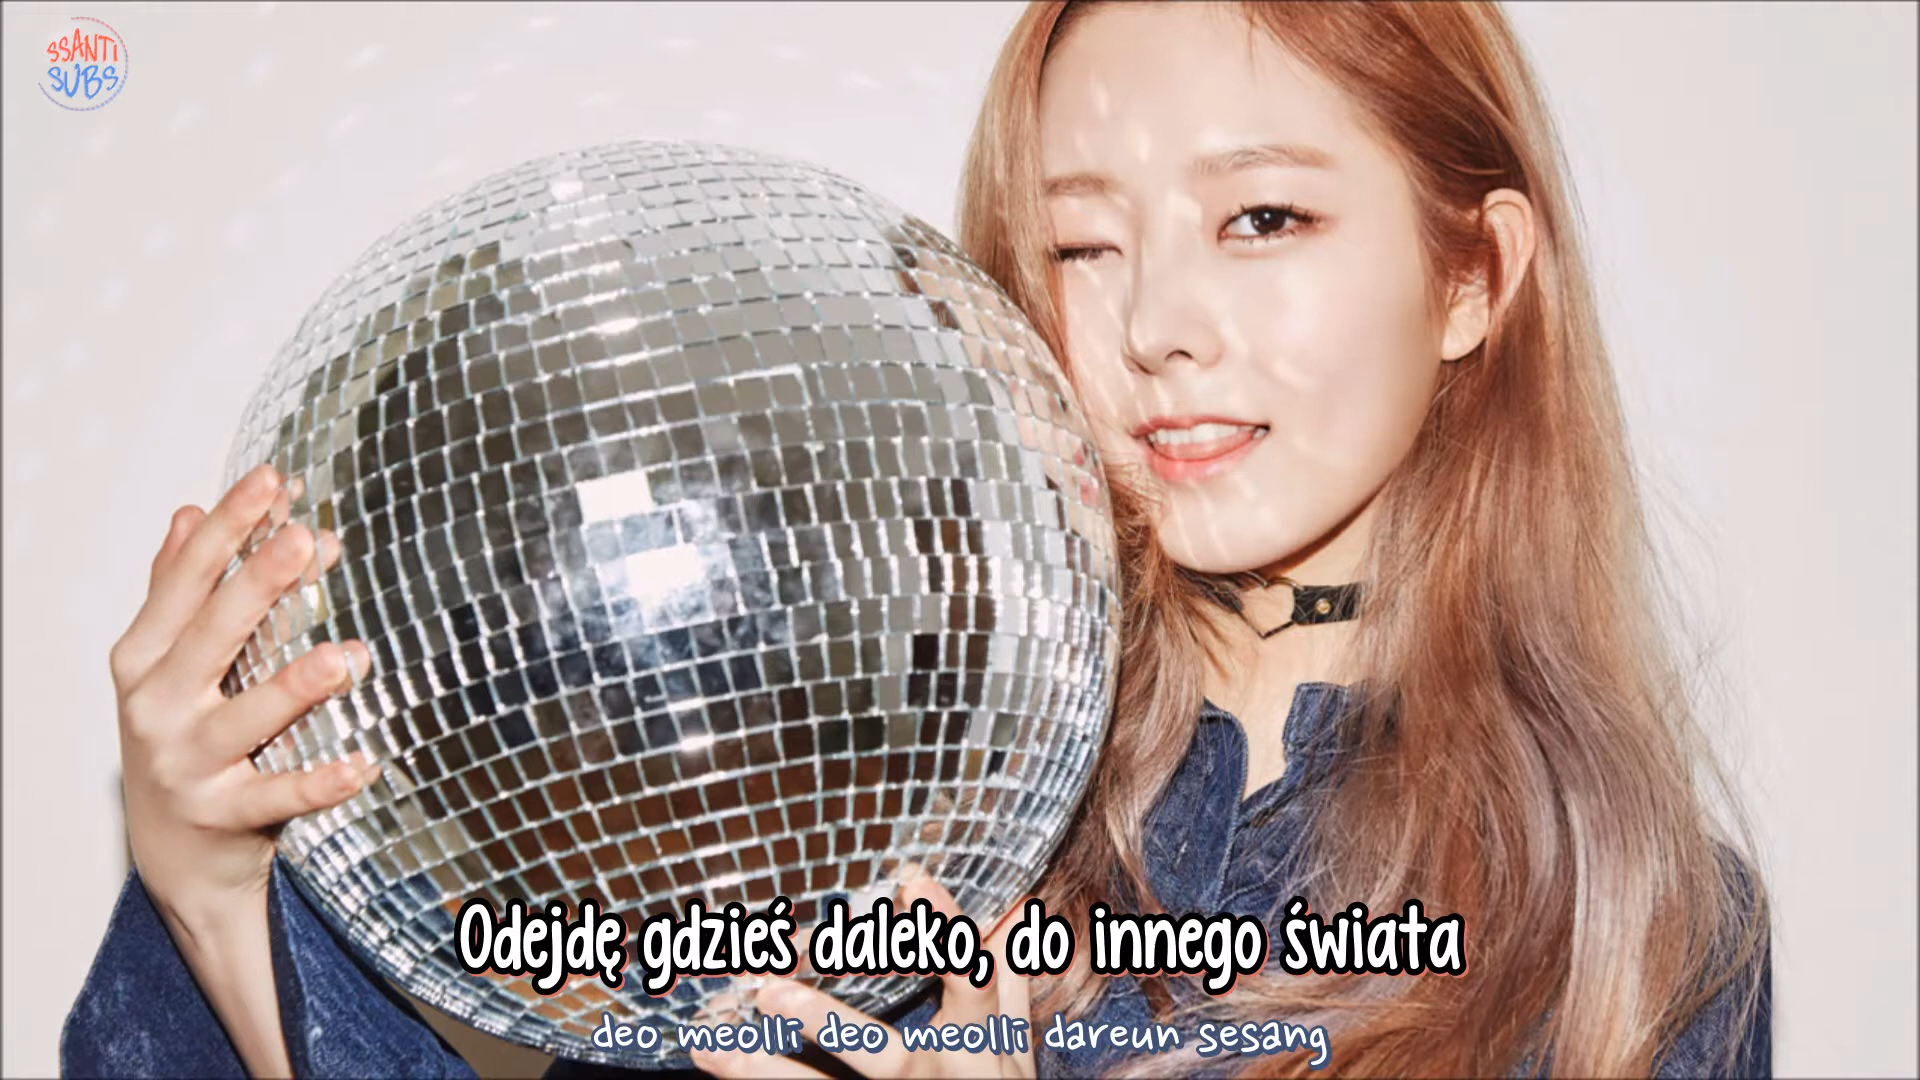 SSANTI
SUBS
Odejdę gdzieś daleko, do innego świata
deo meolli deo meolli dareun sesang